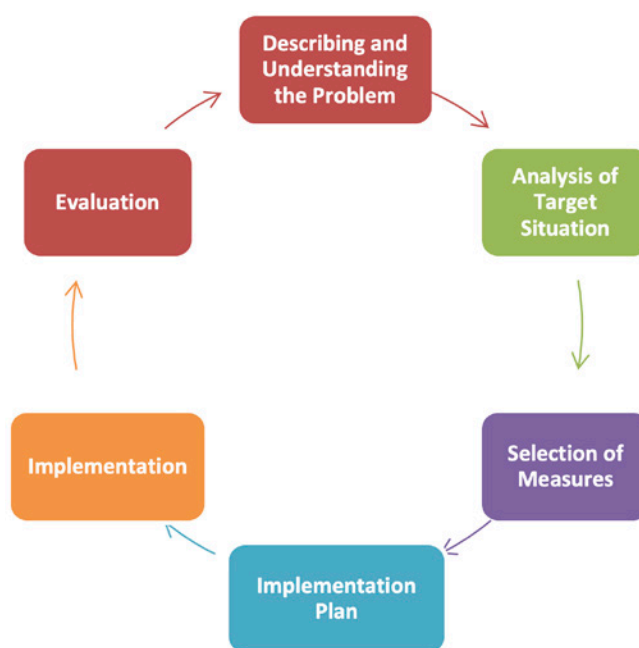 Describing and
Understanding
the Problem
Analysis of
Target
Situation
Selection of
Measures
Implementation
Plan
Implementation
Evaluation